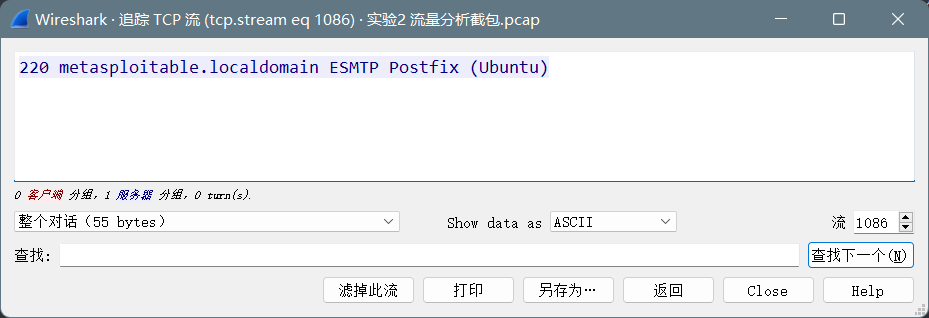 Wireshark · 追踪 TCP 流 (tcp.stream eq 1086) · 实验2 流量分析截包.pcap
220 metasploitable.localdomain ESMTP Postfix (Ubuntu)
0 客户端 分组, 1 服务器 分组, 0 turn(s).
整个对话（55 bytes） Show data as ASCII 流 1086
查找: 查找下一个(N)
滤掉此流 打印 另存为… 返回 Close Help